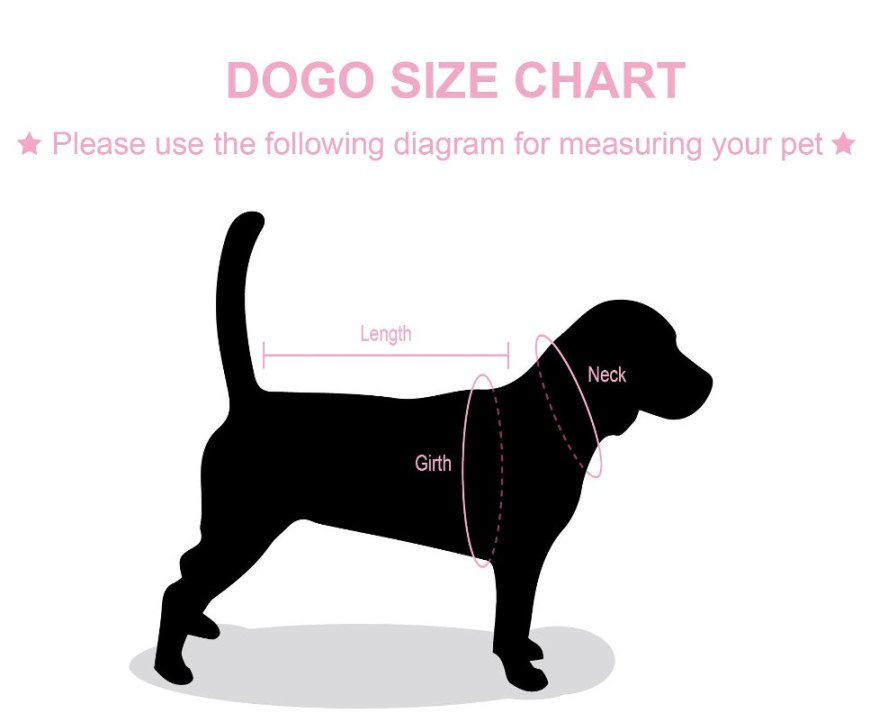 DOGO SIZE CHART
Please use the following diagram for measuring your pet
Length
Neck
Girth